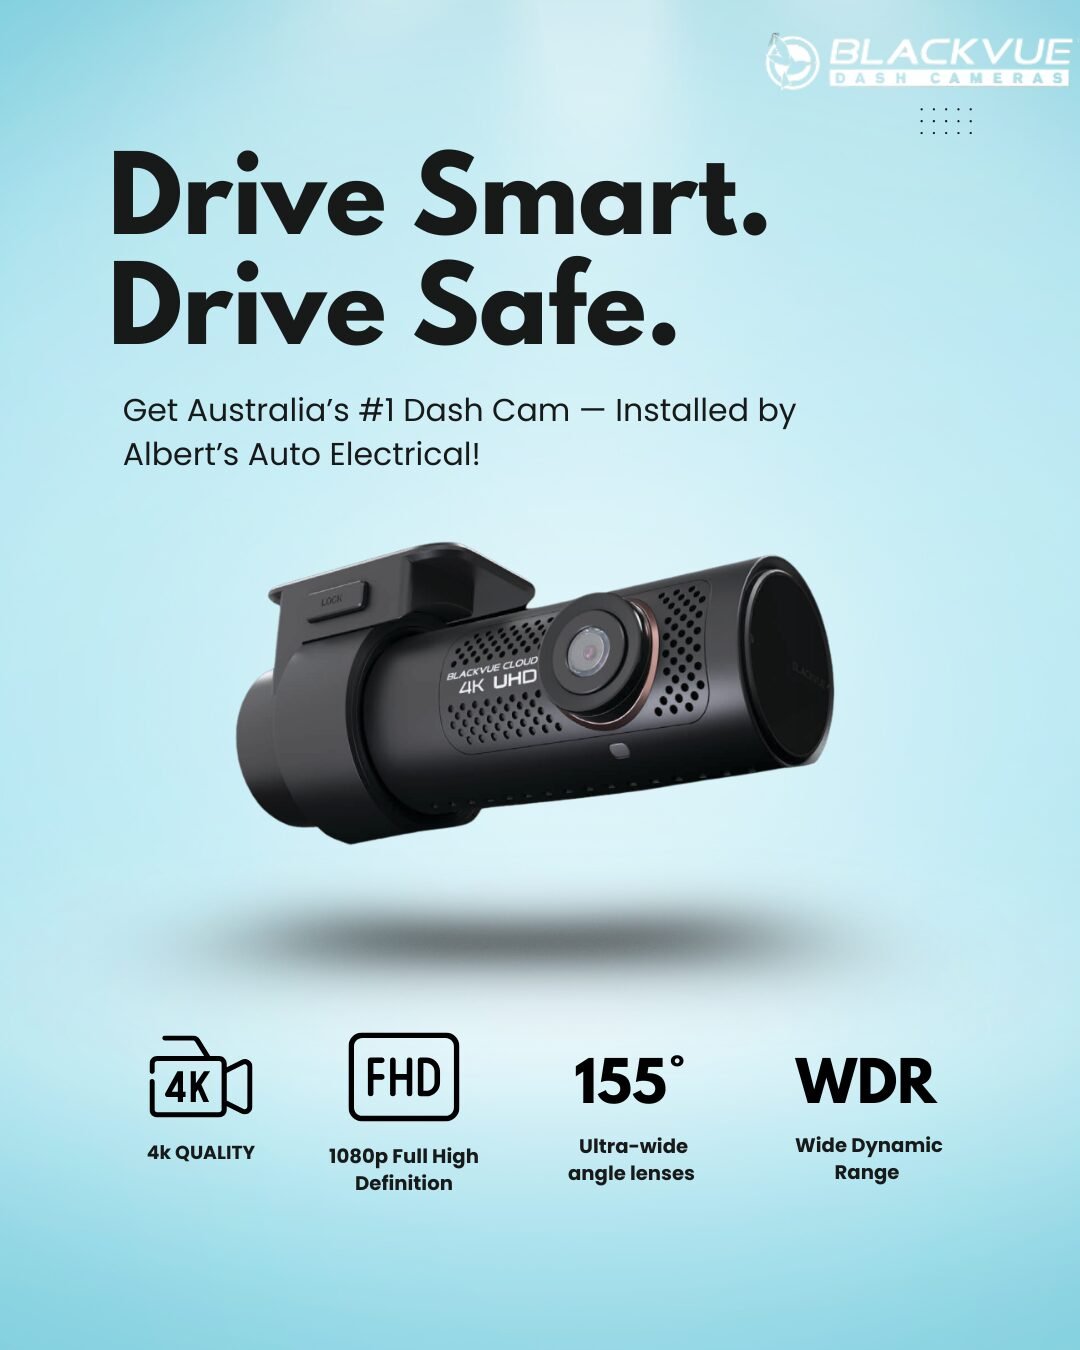 BLACKVUE
DASH CAMERAS
Drive Smart.
Drive Safe.
Get Australia’s #1 Dash Cam — Installed by
Albert’s Auto Electrical!
LOCK
BLACKVUE CLOUD
4K UHD
BLACKVUE
4K
4k QUALITY
FHD
1080p Full High
Definition
155°
Ultra-wide
angle lenses
WDR
Wide Dynamic
Range